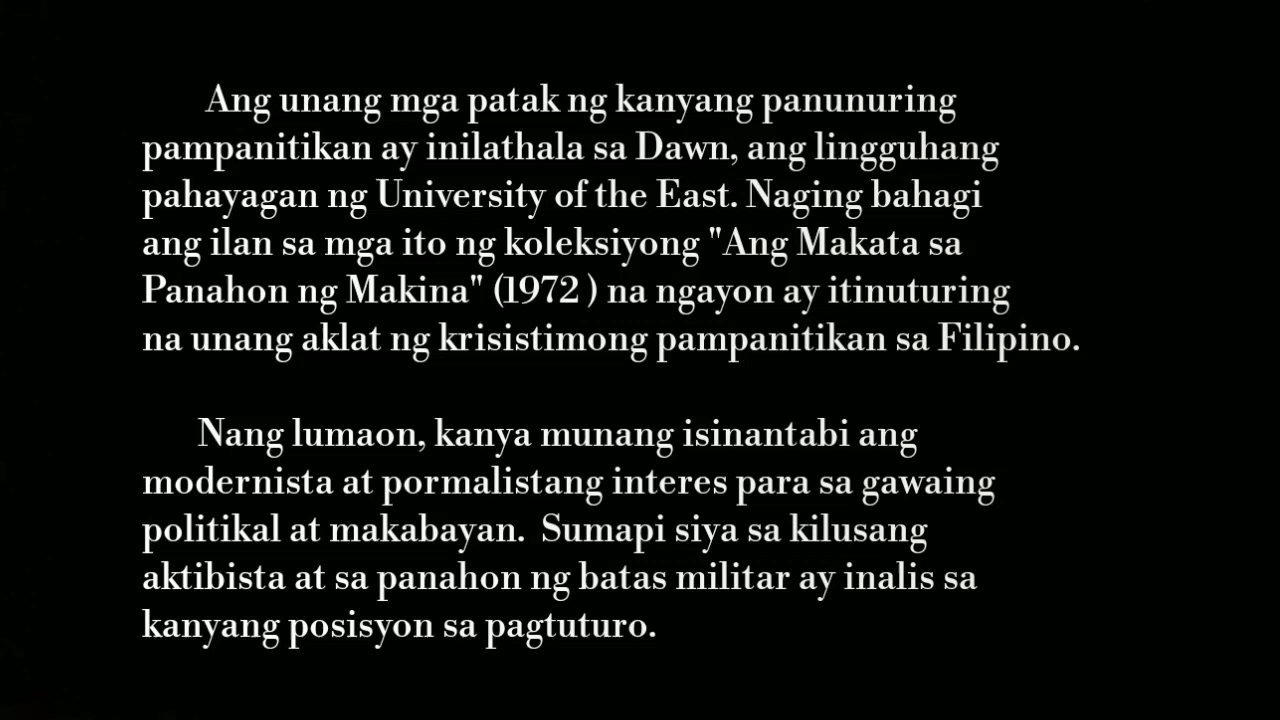 Ang unang mga patak ng kanyang panunuring
pampanitikan ay inilathala sa Dawn, ang lingguhang
pahayagan ng University of the East. Naging bahagi
ang ilan sa mga ito ng koleksiyong "Ang Makata sa
Panahon ng Makina" (1972 ) na ngayon ay itinuturing
na unang aklat ng krisistimong pampanitikan sa Filipino.
Nang lumaon, kanya munang isinantabi ang
modernista at pormalistang interes para sa gawaing
politikal at makabayan.  Sumapi siya sa kilusang
aktibista at sa panahon ng batas militar ay inalis sa
kanyang posisyon sa pagtuturo.